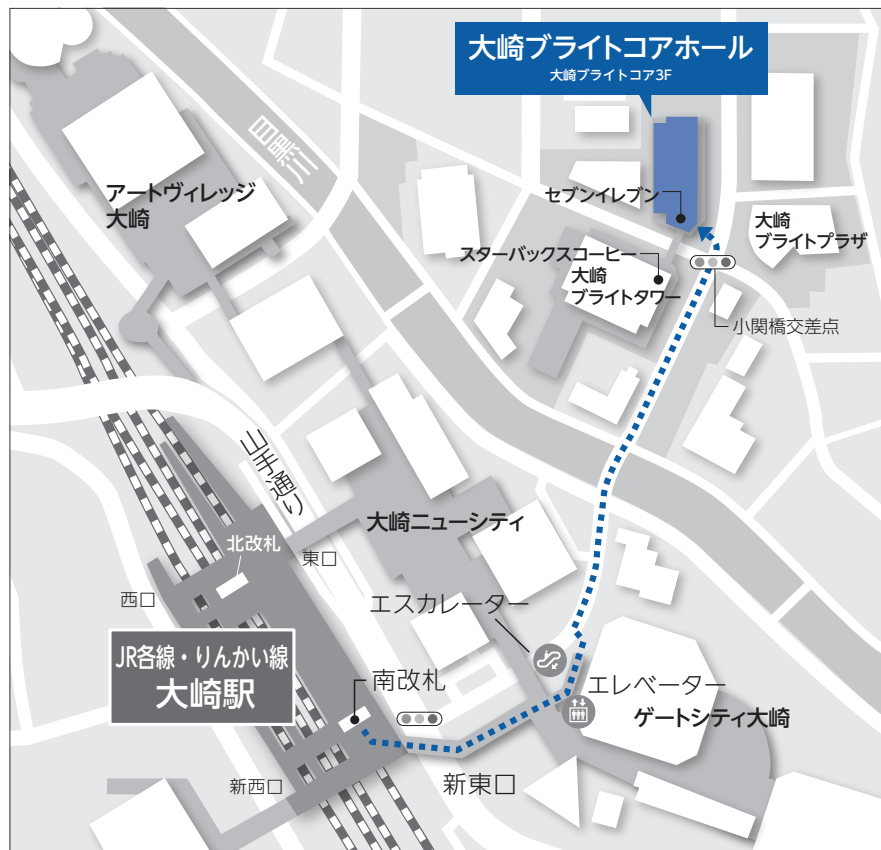 大崎ブライトコアホール
大崎ブライトコア3F
目黒川
アートヴィレッジ
大崎
セブンイレブン
大崎
ブライトプラザ
スターバックスコーヒー
大崎
ブライトタワー
小関橋交差点
山手通り
大崎ニューシティ
北改札
東口
西口
エスカレーター
JR各線・りんかい線
大崎駅
南改札
エレベーター
ゲートシティ大崎
新西口
新東口